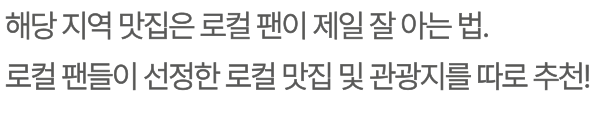 해당 지역 맛집은 로컬 팬이 제일 잘 아는 법.
로컬 팬들이 선정한 로컬 맛집 및 관광지를 따로 추천!